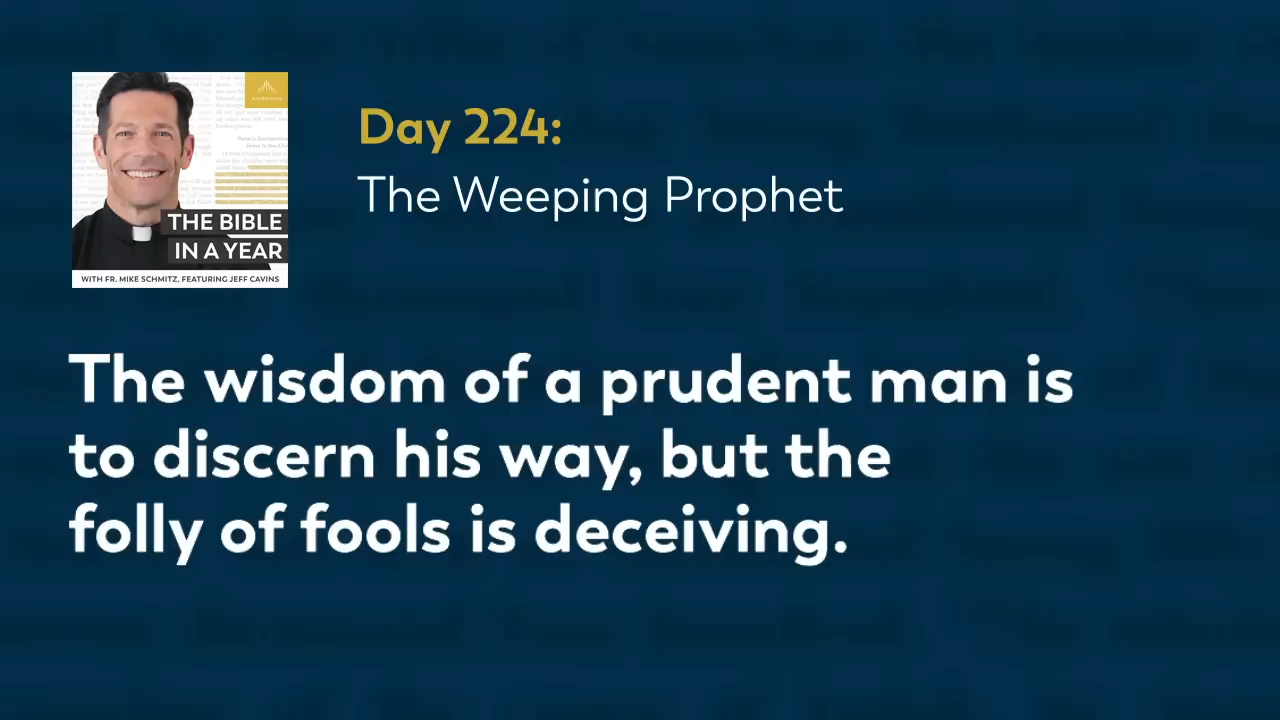 Day 224:
The Weeping Prophet
THE BIBLE
IN A YEAR
WITH FR. MIKE SCHMITZ, FEATURING JEFF CAVINS
The wisdom of a prudent man is
to discern his way, but the
folly of fools is deceiving.